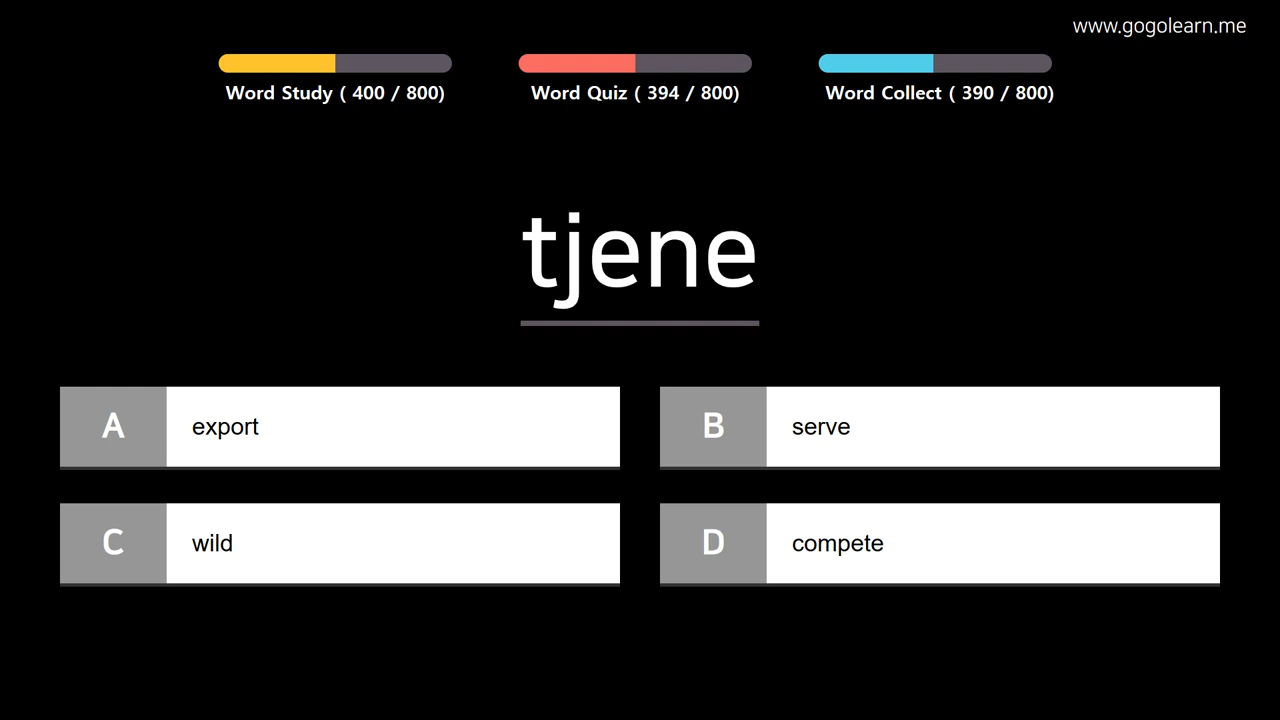 www.gogolearn.me
Word Study ( 400 / 800)
Word Quiz ( 394 / 800)
Word Collect ( 390 / 800)
tjene
A export
B serve
C wild
D compete